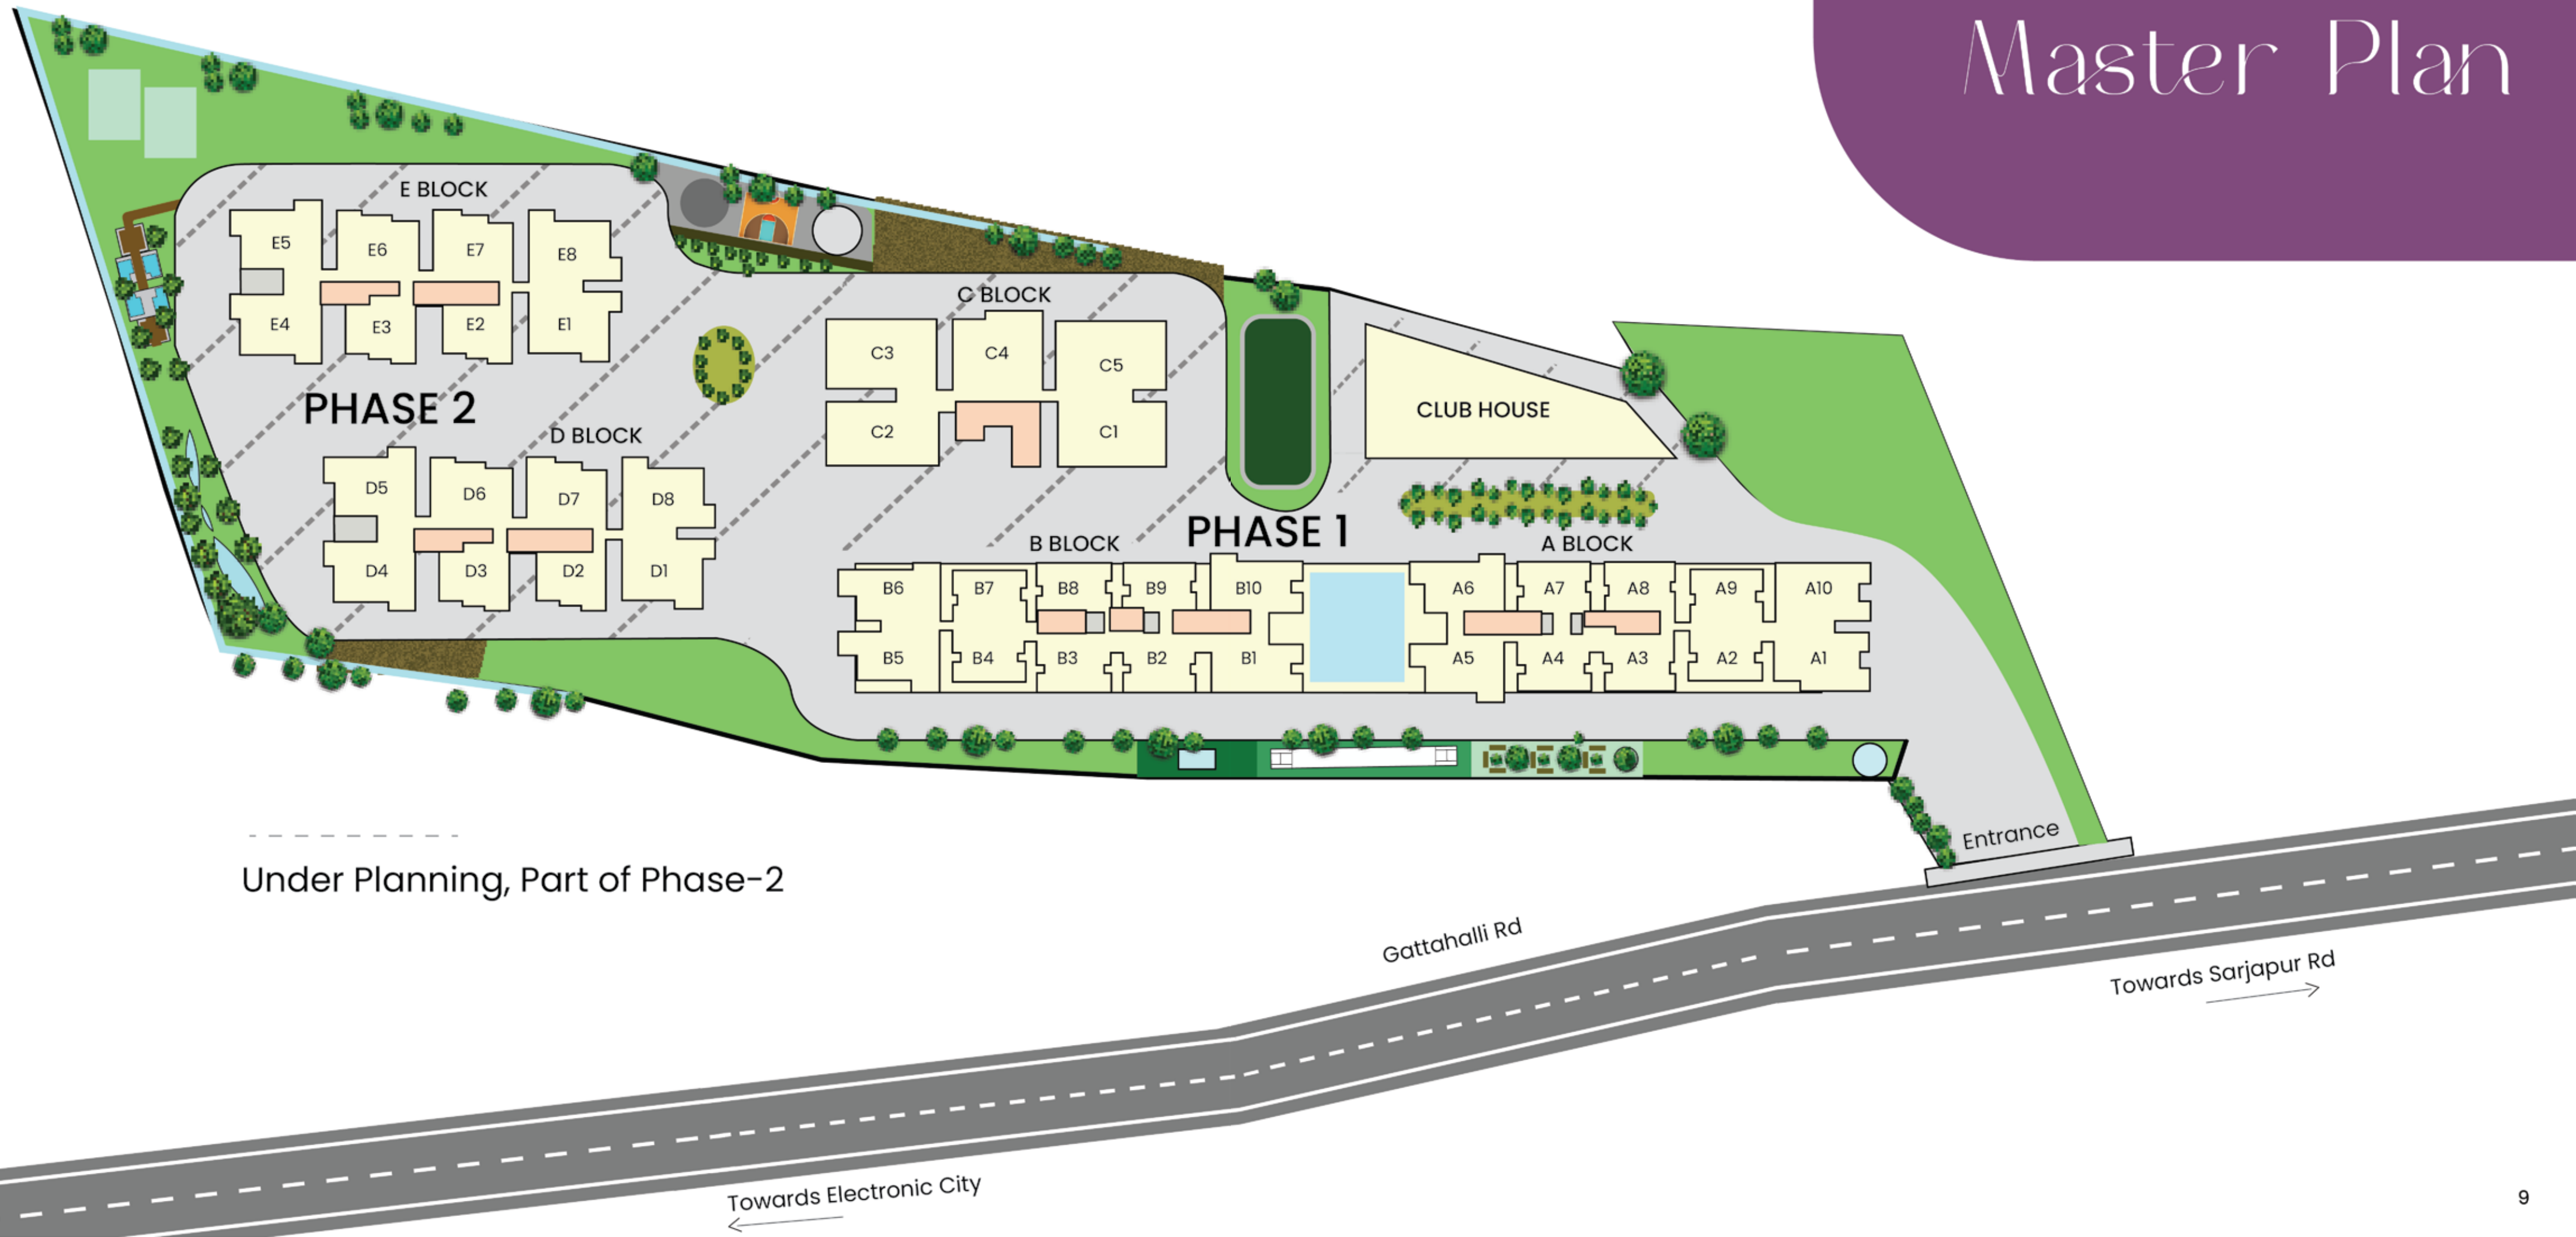 Master Plan
E BLOCK
E5
E6
E7
E8
E4
E3
E2
E1
PHASE 2
D BLOCK
D5
D6
D7
D8
D4
D3
D2
D1
C BLOCK
C3
C4
C5
C2
C1
CLUB HOUSE
PHASE 1
B BLOCK
B6
B7
B8
B9
B10
B5
B4
B3
B2
B1
A BLOCK
A6
A7
A8
A9
A10
A5
A4
A3
A2
A1
Entrance
Under Planning, Part of Phase-2
Gattahalli Rd
Towards Sarjapur Rd
Towards Electronic City
9